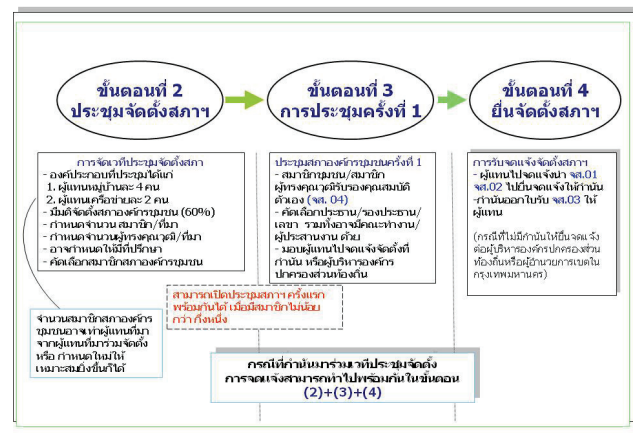 ขั้นตอนที่ 2
ประชุมจัดตั้งสภาฯ
ขั้นตอนที่ 3
การประชุมครั้งที่ 1
ขั้นตอนที่ 4
ยื่นจัดตั้งสภาฯ
การจัดเวทีประชุมจัดตั้งสภา
- องค์ประกอบที่ประชุมได้แก่
1. ผู้แทนหมู่บ้านละ 4 คน
2. ผู้แทนเครือข่ายละ 2 คน
- มีมติจัดตั้งสภาองค์กรชุมชน (60%)
- กำหนดจำนวน สมาชิก/ที่มา
- กำหนดจำนวนผู้ทรงคุณวุฒิ/ที่มา
- อาจกำหนดให้มีที่ปรึกษา
- คัดเลือกสมาชิกสภาองค์กรชุมชน
จำนวนสมาชิกสภาองค์กร
ชุมชนอาจเท่าผู้แทนที่มา
จากผู้แทนที่มาร่วมจัดตั้ง
หรือ กำหนดใหม่ให้
เหมาะสมยิ่งขึ้นก็ได้
ประชุมสภาองค์กรชุมชนครั้งที่ 1
- สมาชิกชุมชน/สมาชิก
ผู้ทรงคุณวุฒิรับรองคุณสมบัติ
ตัวเอง (จส. 04)
- คัดเลือกประธาน/รองประธาน/
เลขา รวมทั้งอาจมีคณะทำงาน/
ผู้ประสานงาน ด้วย
- มอบผู้แทนไปจดแจ้งจัดตั้งที่
กำนัน หรือผู้บริหารองค์กร
ปกครองส่วนท้องถิ่น
สามารถเปิดประชุมสภาฯ ครั้งแรก
พร้อมกันได้ เมื่อมีสมาชิกไม่น้อย
กว่า กึ่งหนึ่ง
การรับจดแจ้งจัดตั้งสภาฯ
- ผู้แทนไปจดแจ้งนำ จส.01
จส.02 ไปยื่นจดแจ้งให้กำนัน
-กำนันออกใบรับ จส.03 ให้
ผู้แทน
(กรณีที่ไม่มีกำนันให้ยื่นจดแจ้ง
ต่อผู้บริหารองค์กรปกครองส่วน
ท้องถิ่นหรือผู้อำนวยการเขตใน
กรุงเทพมหานคร)
กรณีที่กำนันมาร่วมเวทีประชุมจัดตั้ง
การจดแจ้งสามารถทำไปพร้อมกันในขั้นตอน
(2)+(3)+(4)